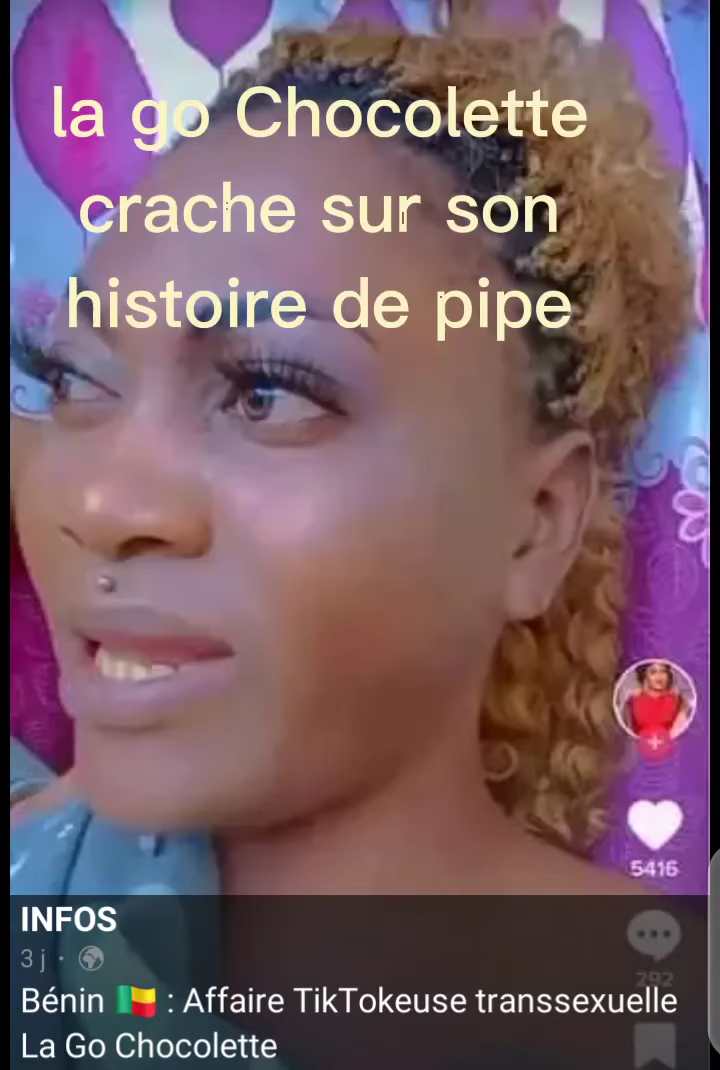 la go Chocolette
crache sur son
histoire de pipe
5416
INFOS
3 j ·
292
Bénin 🇧🇯 : Affaire TikTokeuse transsexuelle
La Go Chocolette